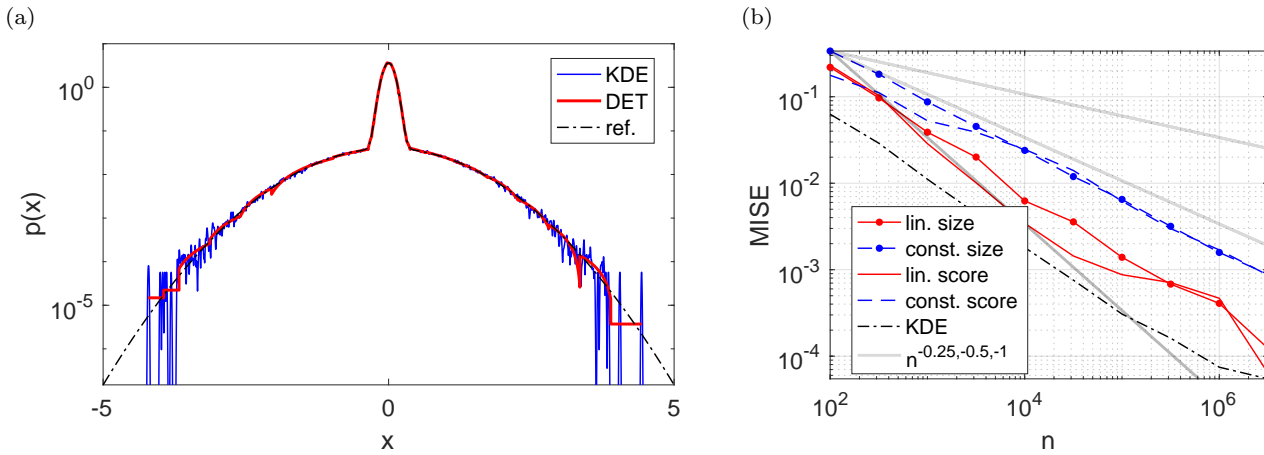 (a)
p(x)
10^0
10^-5
-5
0
5
x
KDE
DET
ref.
(b)
MISE
10^-1
10^-2
10^-3
10^-4
10^2
10^4
10^6
n
lin. size
const. size
lin. score
const. score
KDE
n^-0.25,-0.5,-1